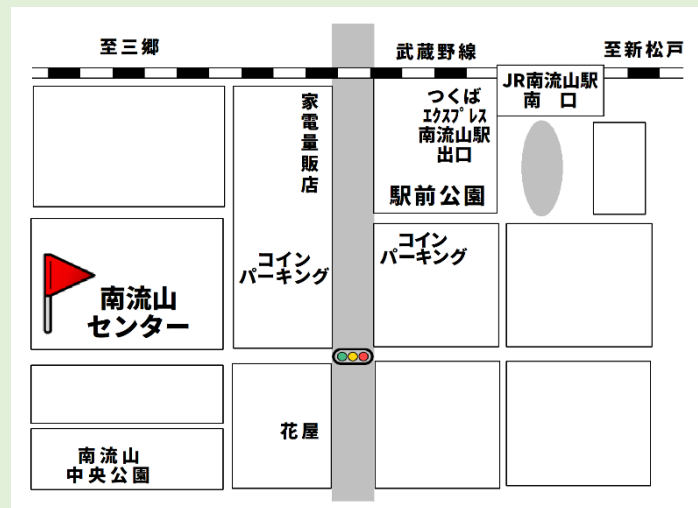 至三郷
武蔵野線
至新松戸
JR南流山駅
南　口
家電量販店
つくば
エクスプレス
南流山駅
出口
駅前公園
コイン
パーキング
コイン
パーキング
南流山
センター
花屋
南流山
中央公園